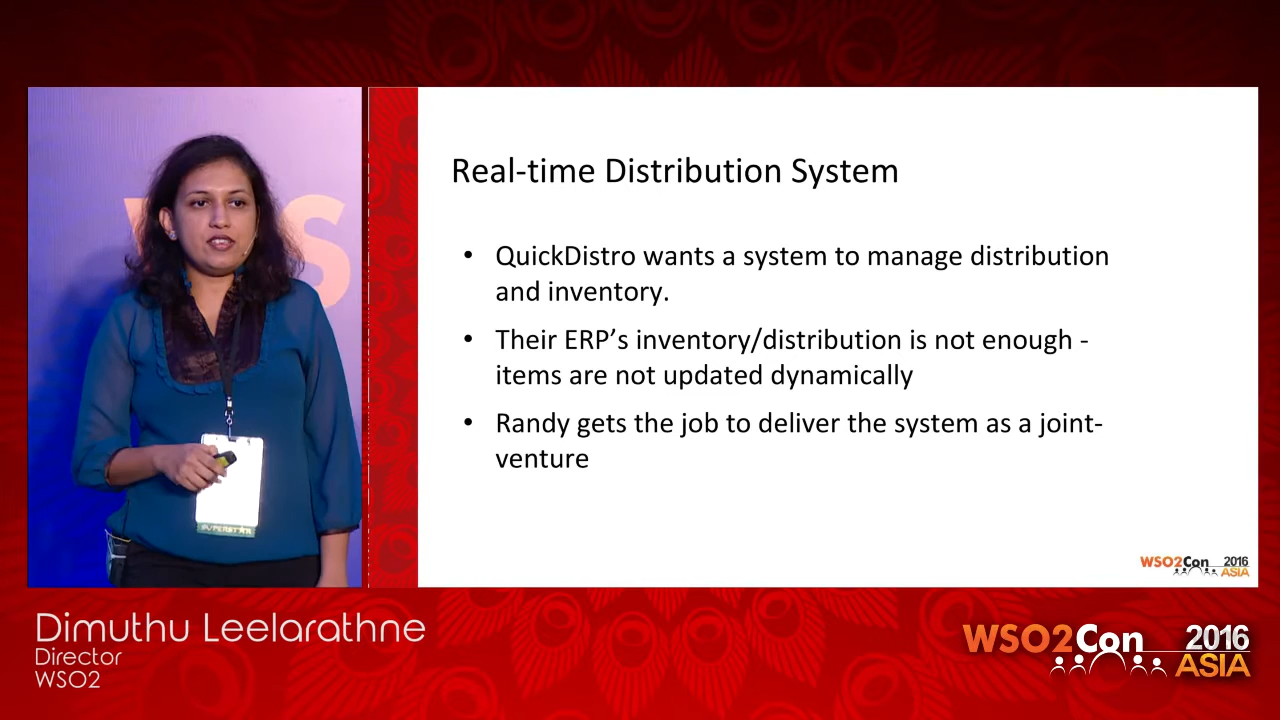 Real-time Distribution System
• QuickDistro wants a system to manage distribution
and inventory.
• Their ERP’s inventory/distribution is not enough -
items are not updated dynamically
• Randy gets the job to deliver the system as a joint-
venture
WSO2Con 2016
ASIA
WS
SUPERSTAR
Dimuthu Leelarathne
Director
WSO2
WSO2Con 2016
ASIA